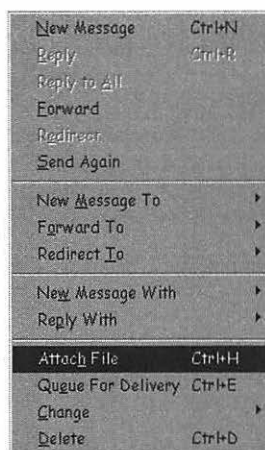 New Message Ctrl+N
Reply Ctrl+R
Reply to All
Forward
Redirect
Send Again
New Message To
Forward To
Redirect To
New Message With
Reply With
Attach File Ctrl+H
Queue For Delivery Ctrl+E
Change
Delete Ctrl+D